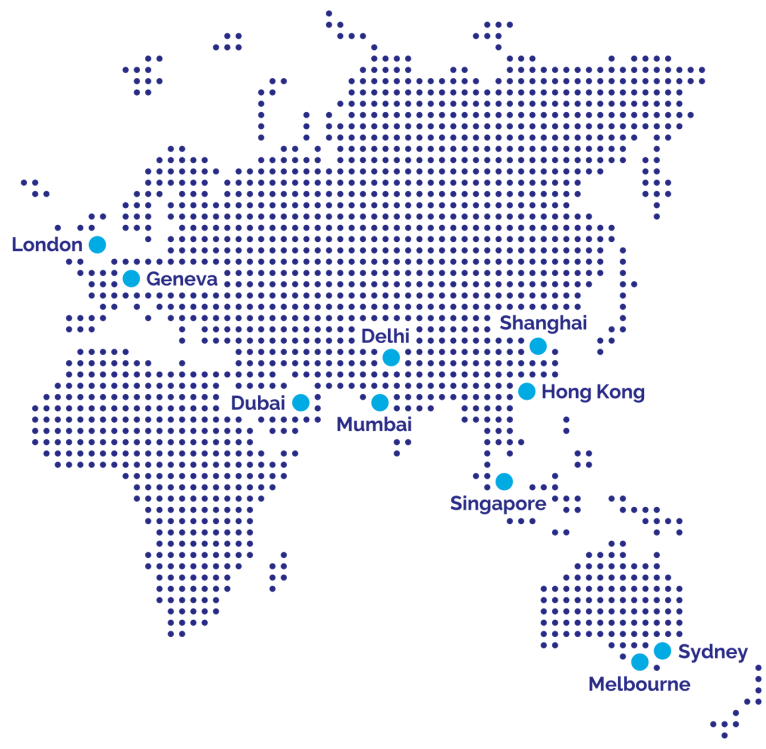 London
Geneva
Shanghai
Delhi
Hong Kong
Dubai
Mumbai
Singapore
Sydney
Melbourne